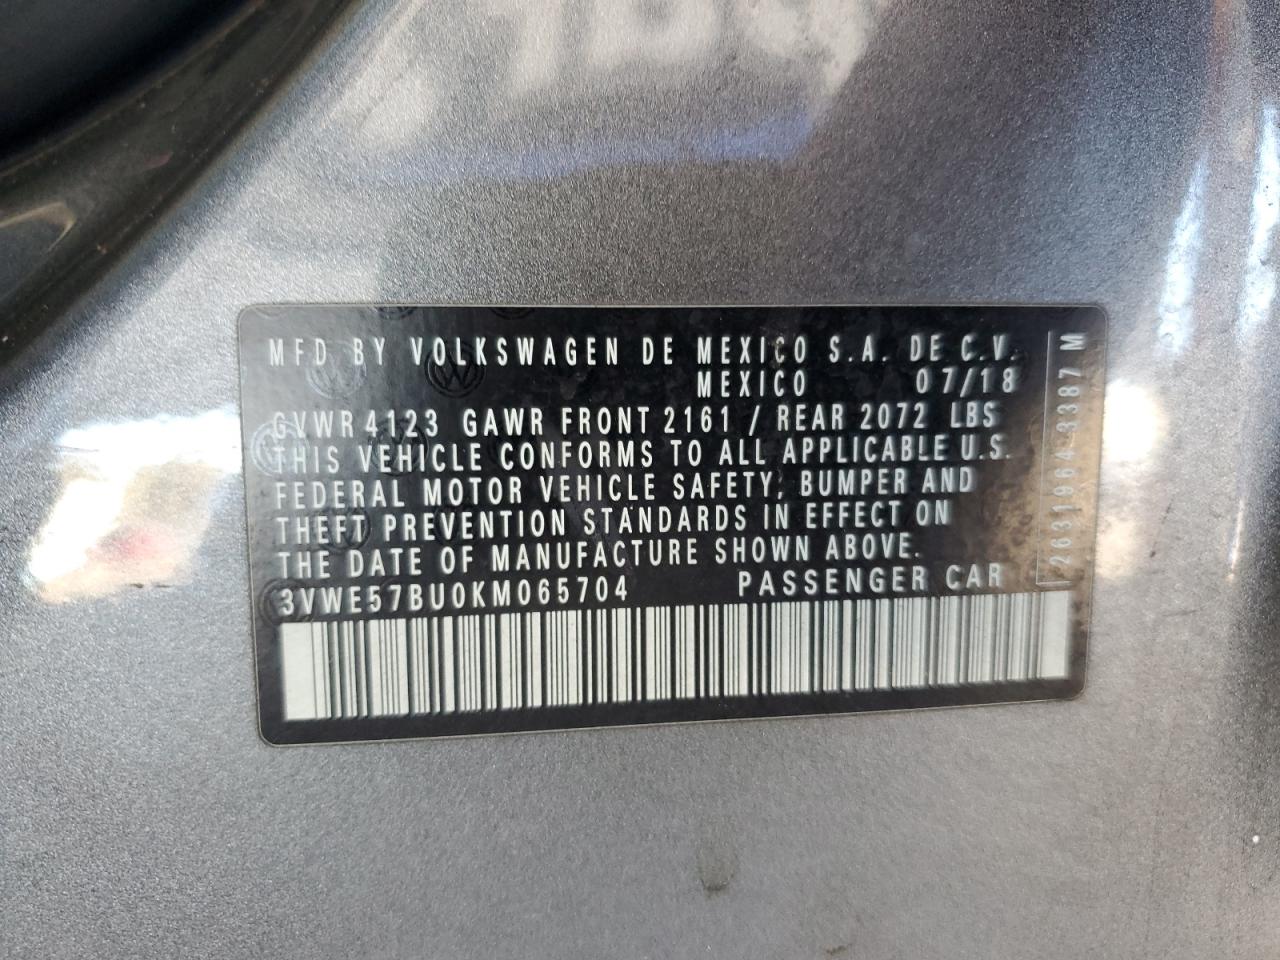 MFD BY VOLKSWAGEN DE MEXICO S.A. DE C.V.
MEXICO 07/18
GVWR 4123 GAWR FRONT 2161 / REAR 2072 LBS
THIS VEHICLE CONFORMS TO ALL APPLICABLE U.S.
FEDERAL MOTOR VEHICLE SAFETY, BUMPER AND
THEFT PREVENTION STANDARDS IN EFFECT ON
THE DATE OF MANUFACTURE SHOWN ABOVE.
3VWE57BU0KM065704 PASSENGER CAR
2631964 3387 M